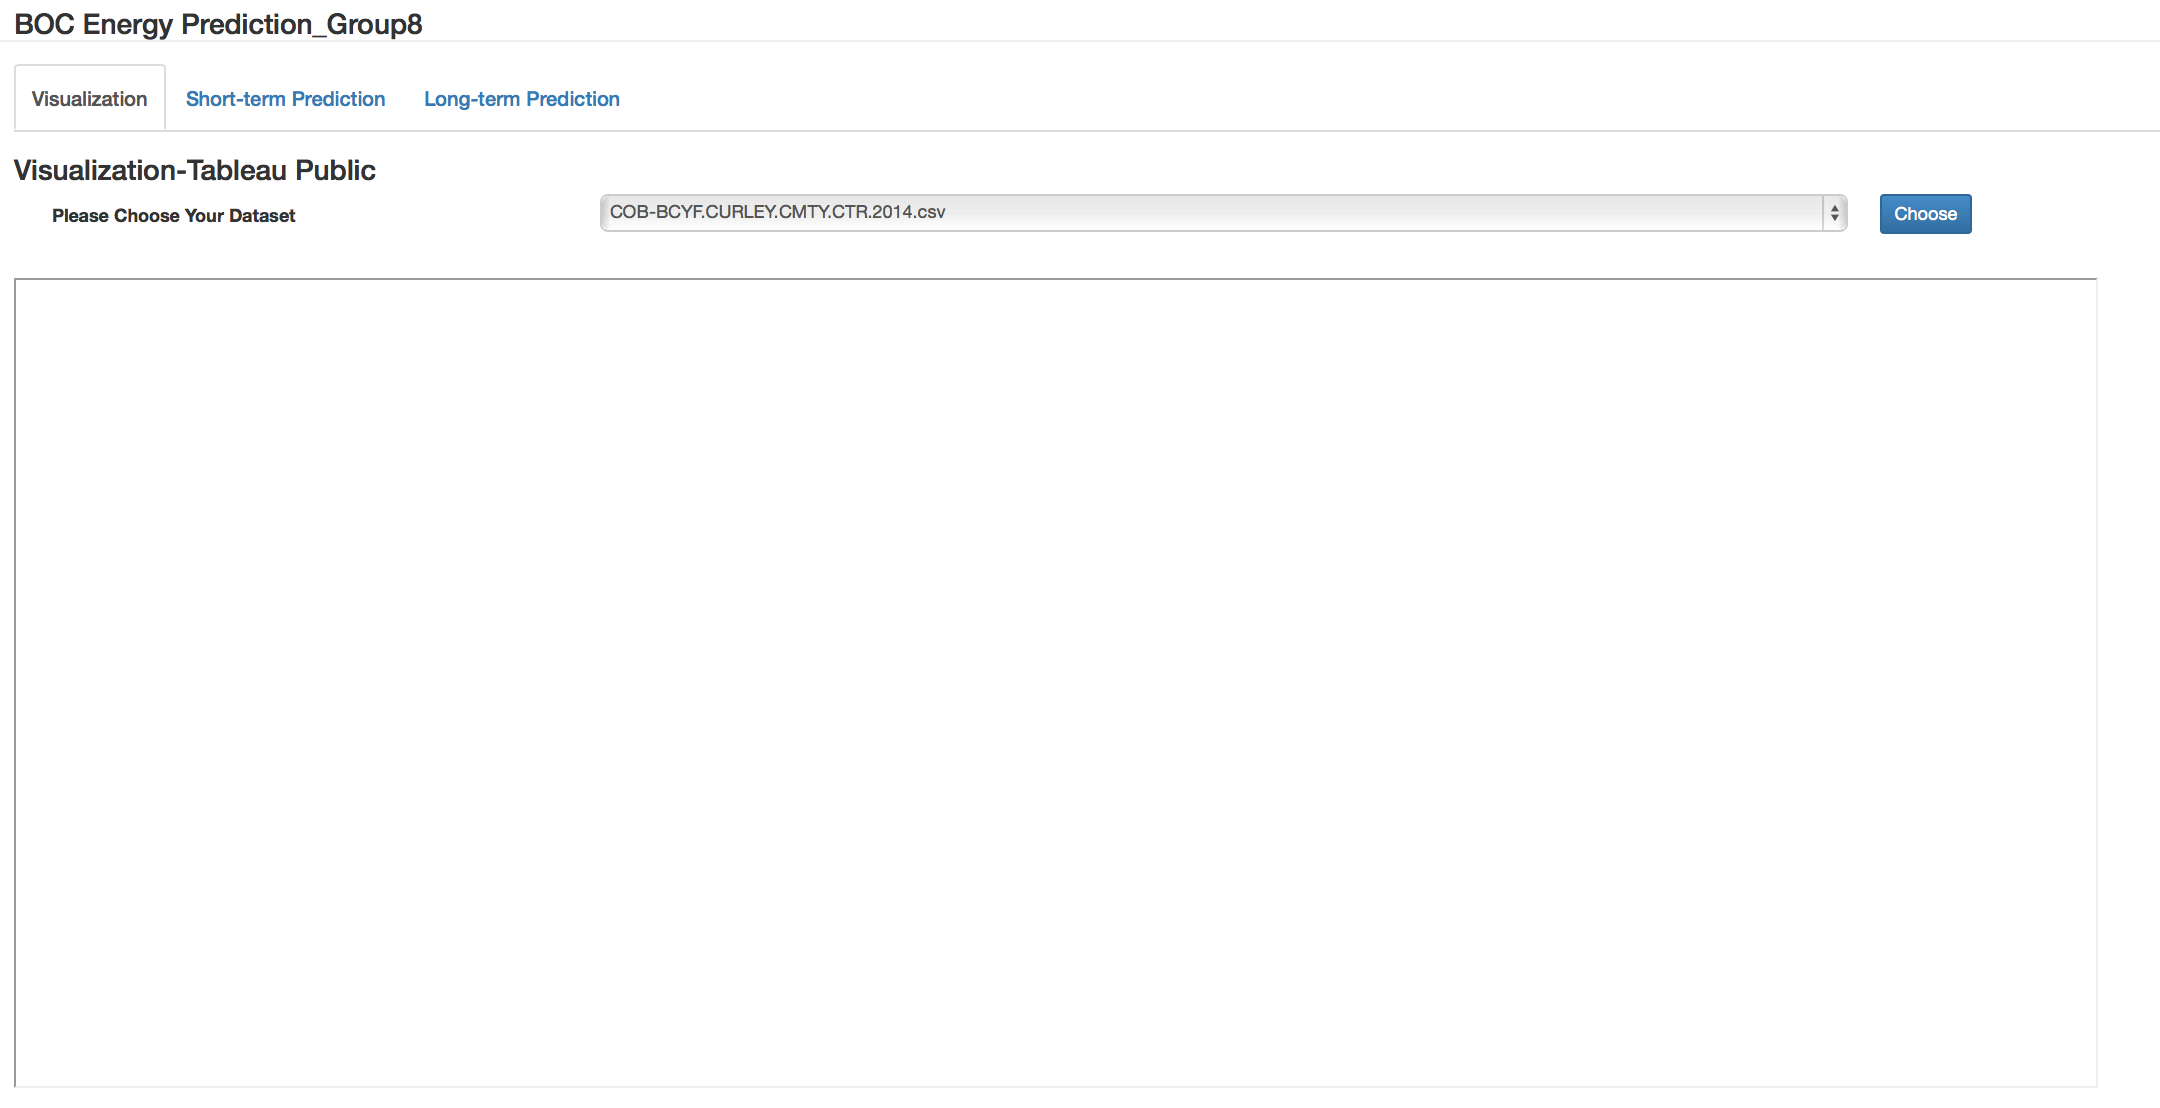 BOC Energy Prediction_Group8
Visualization Short-term Prediction Long-term Prediction
Visualization-Tableau Public
Please Choose Your Dataset COB-BCYF.CURLEY.CMTY.CTR.2014.csv Choose